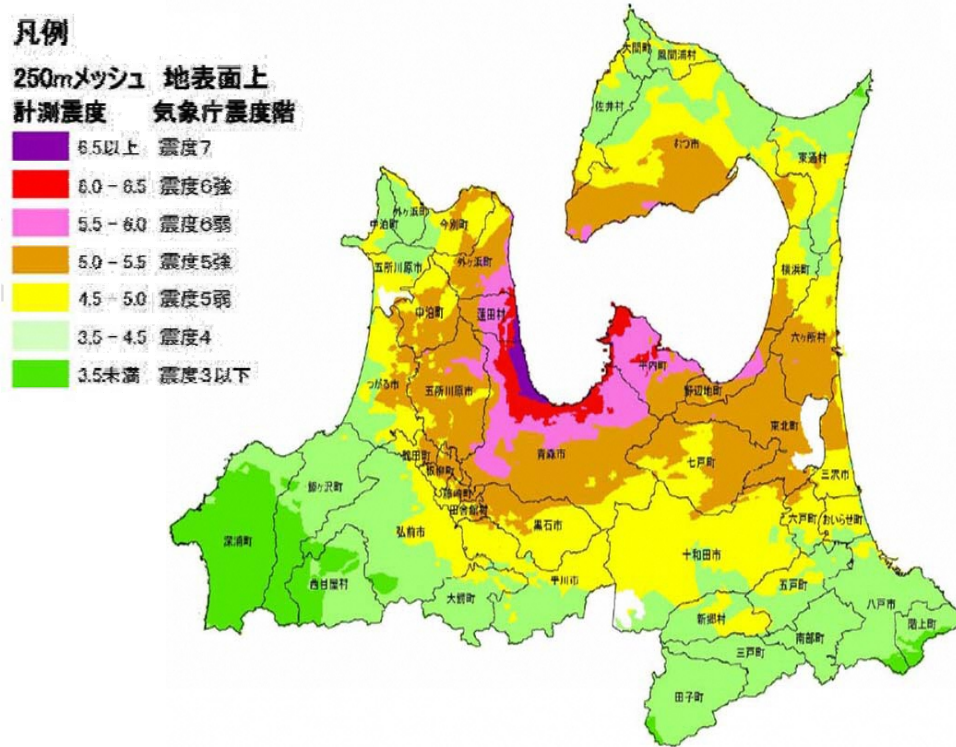 凡例
250mメッシュ 地表面上
計測震度 気象庁震度階
6.5以上 震度7
6.0－6.5 震度6強
5.5－6.0 震度6弱
5.0－5.5 震度5強
4.5－5.0 震度5弱
3.5－4.5 震度4
3.5未満 震度3以下
大間町
風間浦村
佐井村
むつ市
東通村
外ヶ浜町
中泊町
今別町
五所川原市
外ヶ浜町
横浜町
中泊町
蓬田村
六ヶ所村
平内町
つがる市
五所川原市
野辺地町
東北町
鶴田町
青森市
七戸町
板柳町
三沢市
藤崎町
鰺ヶ沢町
田舎館村
六戸町
おいらせ町
黒石市
弘前市
深浦町
十和田市
西目屋村
平川市
五戸町
大鰐町
八戸市
新郷村
階上町
南部町
三戸町
田子町